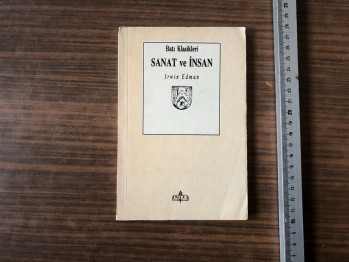 Batı Klasikleri
SANAT ve İNSAN
Irwin Edman